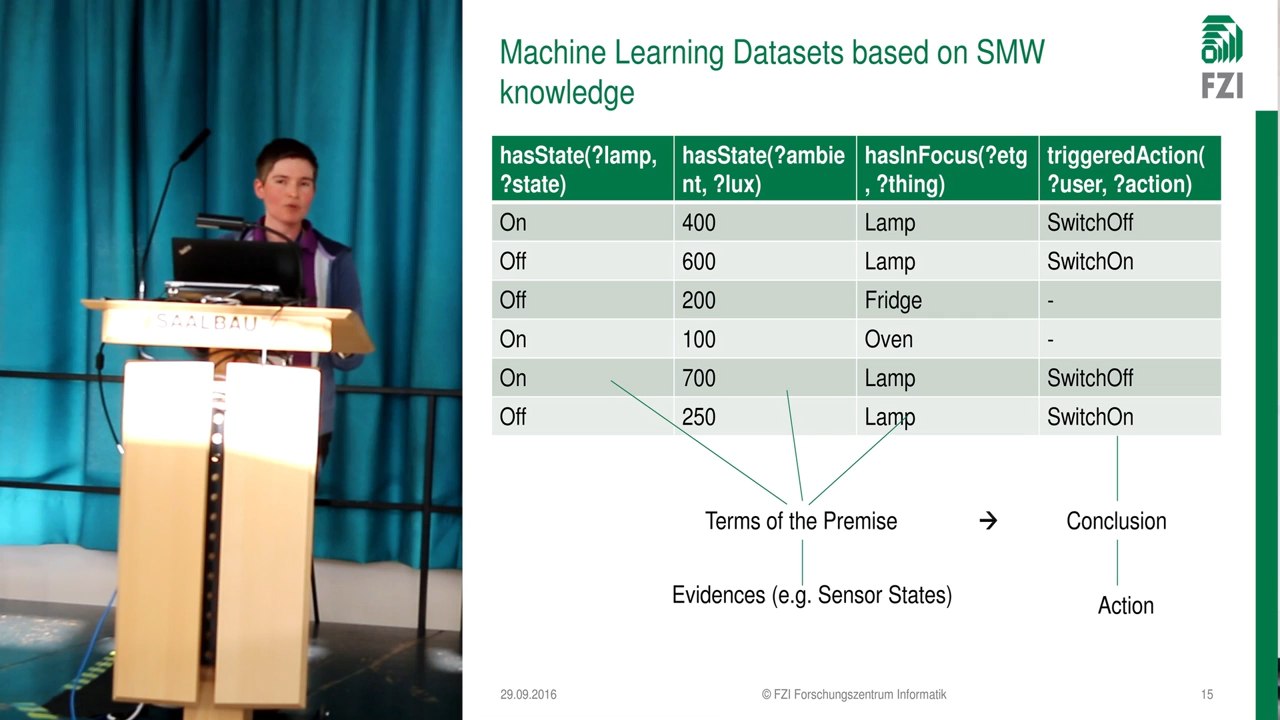 Machine Learning Datasets based on SMW
knowledge
FZI
hasState(?lamp, ?state) hasState(?ambient, ?lux) hasInFocus(?etg, ?thing) triggeredAction(?user, ?action)
On 400 Lamp SwitchOff
Off 600 Lamp SwitchOn
Off 200 Fridge -
On 100 Oven -
On 700 Lamp SwitchOff
Off 250 Lamp SwitchOn
Terms of the Premise → Conclusion
Evidences (e.g. Sensor States)
Action
29.09.2016 © FZI Forschungszentrum Informatik 15
SAALBAU